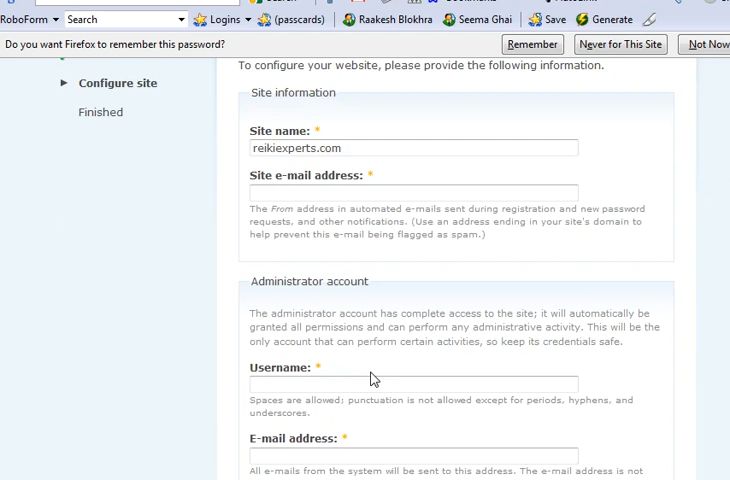 RoboForm Search Logins (passcards) Raakesh Blokhra Seema Ghai Save Generate
Do you want Firefox to remember this password? Remember Never for This Site Not Now
To configure your website, please provide the following information.
Configure site
Finished
Site information
Site name: *
reikiexperts.com
Site e-mail address: *
The From address in automated e-mails sent during registration and new password
requests, and other notifications. (Use an address ending in your site's domain to
help prevent this e-mail being flagged as spam.)
Administrator account
The administrator account has complete access to the site; it will automatically be
granted all permissions and can perform any administrative activity. This will be the
only account that can perform certain activities, so keep its credentials safe.
Username: *
Spaces are allowed; punctuation is not allowed except for periods, hyphens, and
underscores.
E-mail address: *
All e-mails from the system will be sent to this address. The e-mail address is not